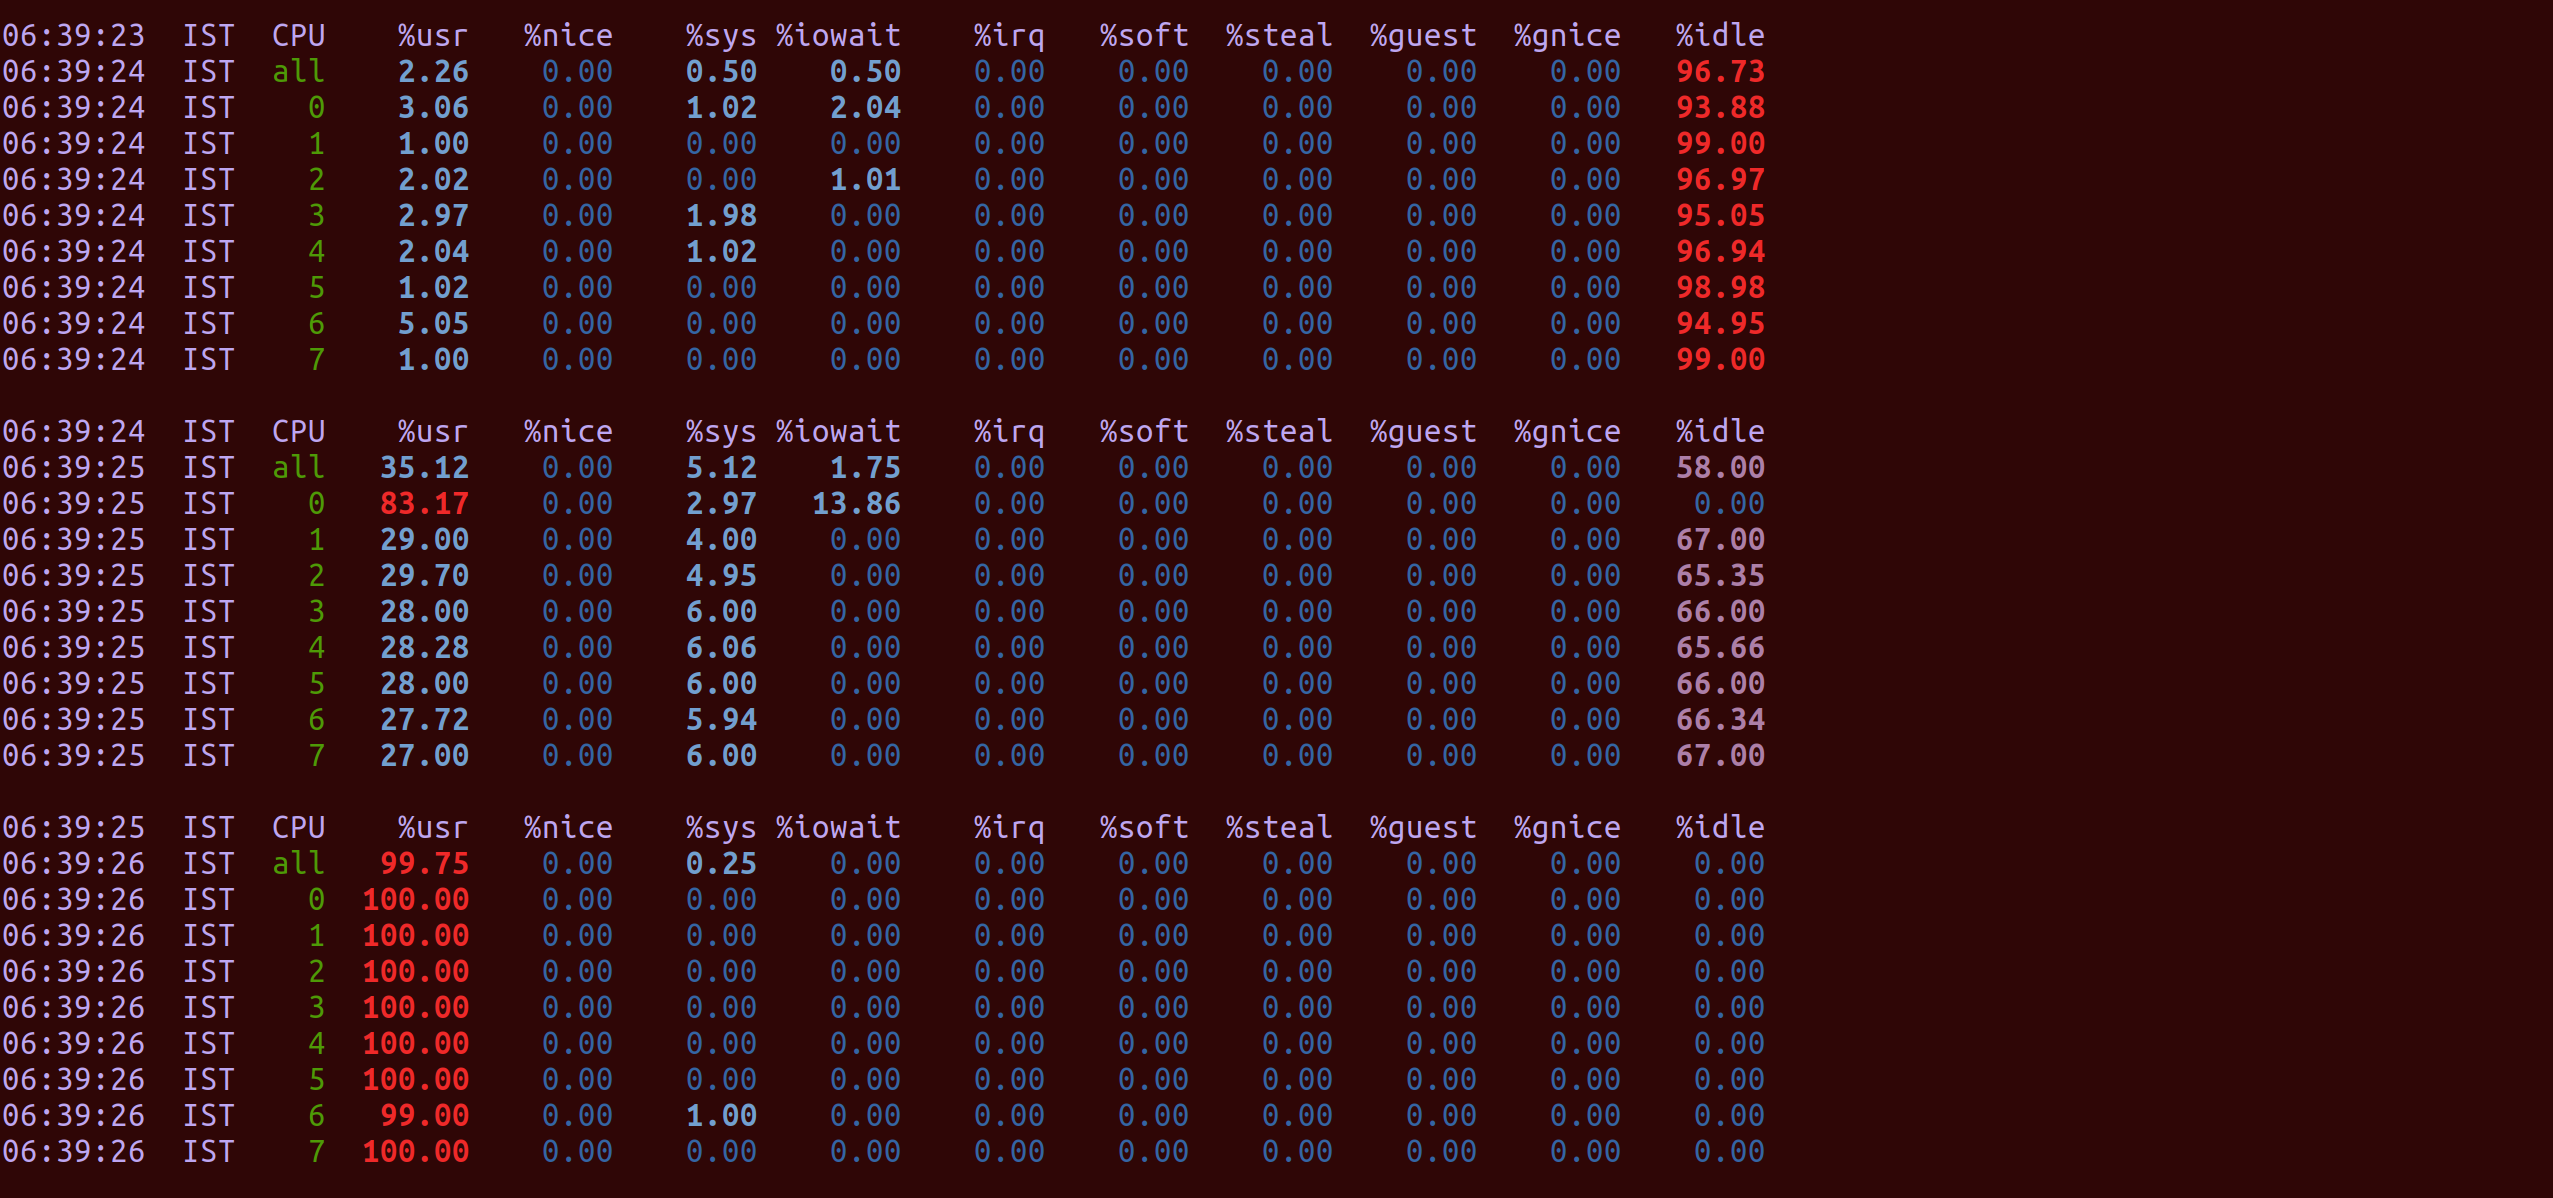 06:39:23  IST  CPU    %usr   %nice    %sys %iowait    %irq   %soft  %steal  %guest  %gnice   %idle
06:39:24  IST  all    2.26    0.00    0.50    0.50    0.00    0.00    0.00    0.00    0.00   96.73
06:39:24  IST    0    3.06    0.00    1.02    2.04    0.00    0.00    0.00    0.00    0.00   93.88
06:39:24  IST    1    1.00    0.00    0.00    0.00    0.00    0.00    0.00    0.00    0.00   99.00
06:39:24  IST    2    2.02    0.00    0.00    1.01    0.00    0.00    0.00    0.00    0.00   96.97
06:39:24  IST    3    2.97    0.00    1.98    0.00    0.00    0.00    0.00    0.00    0.00   95.05
06:39:24  IST    4    2.04    0.00    1.02    0.00    0.00    0.00    0.00    0.00    0.00   96.94
06:39:24  IST    5    1.02    0.00    0.00    0.00    0.00    0.00    0.00    0.00    0.00   98.98
06:39:24  IST    6    5.05    0.00    0.00    0.00    0.00    0.00    0.00    0.00    0.00   94.95
06:39:24  IST    7    1.00    0.00    0.00    0.00    0.00    0.00    0.00    0.00    0.00   99.00

06:39:24  IST  CPU    %usr   %nice    %sys %iowait    %irq   %soft  %steal  %guest  %gnice   %idle
06:39:25  IST  all   35.12    0.00    5.12    1.75    0.00    0.00    0.00    0.00    0.00   58.00
06:39:25  IST    0   83.17    0.00    2.97   13.86    0.00    0.00    0.00    0.00    0.00    0.00
06:39:25  IST    1   29.00    0.00    4.00    0.00    0.00    0.00    0.00    0.00    0.00   67.00
06:39:25  IST    2   29.70    0.00    4.95    0.00    0.00    0.00    0.00    0.00    0.00   65.35
06:39:25  IST    3   28.00    0.00    6.00    0.00    0.00    0.00    0.00    0.00    0.00   66.00
06:39:25  IST    4   28.28    0.00    6.06    0.00    0.00    0.00    0.00    0.00    0.00   65.66
06:39:25  IST    5   28.00    0.00    6.00    0.00    0.00    0.00    0.00    0.00    0.00   66.00
06:39:25  IST    6   27.72    0.00    5.94    0.00    0.00    0.00    0.00    0.00    0.00   66.34
06:39:25  IST    7   27.00    0.00    6.00    0.00    0.00    0.00    0.00    0.00    0.00   67.00

06:39:25  IST  CPU    %usr   %nice    %sys %iowait    %irq   %soft  %steal  %guest  %gnice   %idle
06:39:26  IST  all   99.75    0.00    0.25    0.00    0.00    0.00    0.00    0.00    0.00    0.00
06:39:26  IST    0  100.00    0.00    0.00    0.00    0.00    0.00    0.00    0.00    0.00    0.00
06:39:26  IST    1  100.00    0.00    0.00    0.00    0.00    0.00    0.00    0.00    0.00    0.00
06:39:26  IST    2  100.00    0.00    0.00    0.00    0.00    0.00    0.00    0.00    0.00    0.00
06:39:26  IST    3  100.00    0.00    0.00    0.00    0.00    0.00    0.00    0.00    0.00    0.00
06:39:26  IST    4  100.00    0.00    0.00    0.00    0.00    0.00    0.00    0.00    0.00    0.00
06:39:26  IST    5  100.00    0.00    0.00    0.00    0.00    0.00    0.00    0.00    0.00    0.00
06:39:26  IST    6   99.00    0.00    1.00    0.00    0.00    0.00    0.00    0.00    0.00    0.00
06:39:26  IST    7  100.00    0.00    0.00    0.00    0.00    0.00    0.00    0.00    0.00    0.00